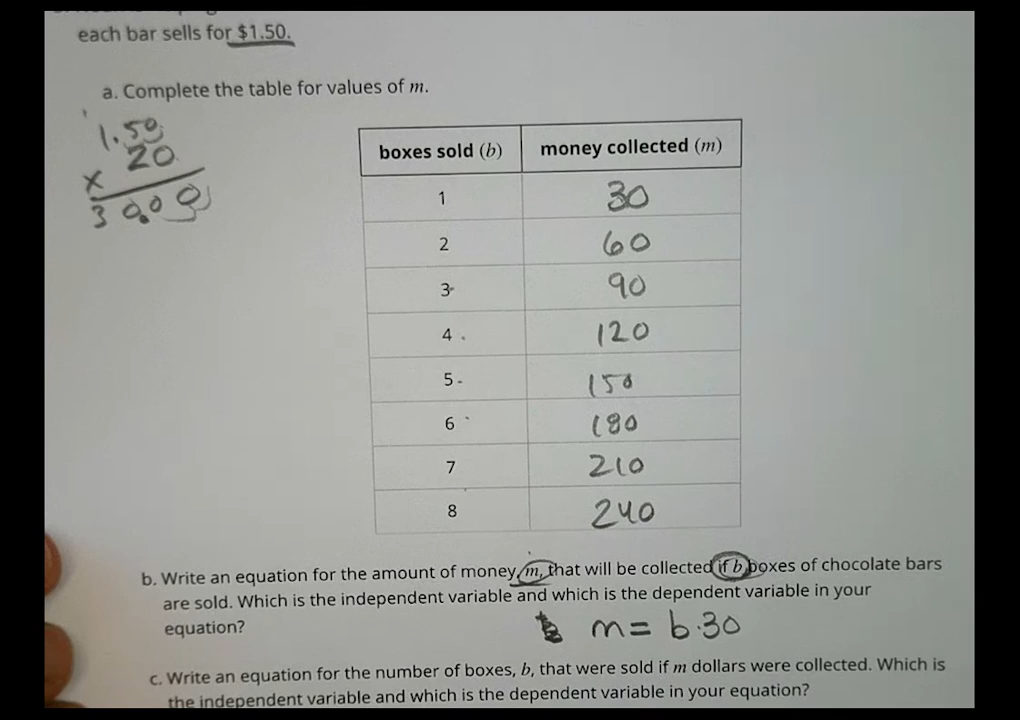 each bar sells for $1.50.
a. Complete the table for values of m.
1.50
x 20
30.00
boxes sold (b) money collected (m)
1 30
2 60
3 90
4 120
5 150
6 180
7 210
8 240
b. Write an equation for the amount of money, m, that will be collected if b boxes of chocolate bars
are sold. Which is the independent variable and which is the dependent variable in your
equation?
m = b·30
c. Write an equation for the number of boxes, b, that were sold if m dollars were collected. Which is
the independent variable and which is the dependent variable in your equation?